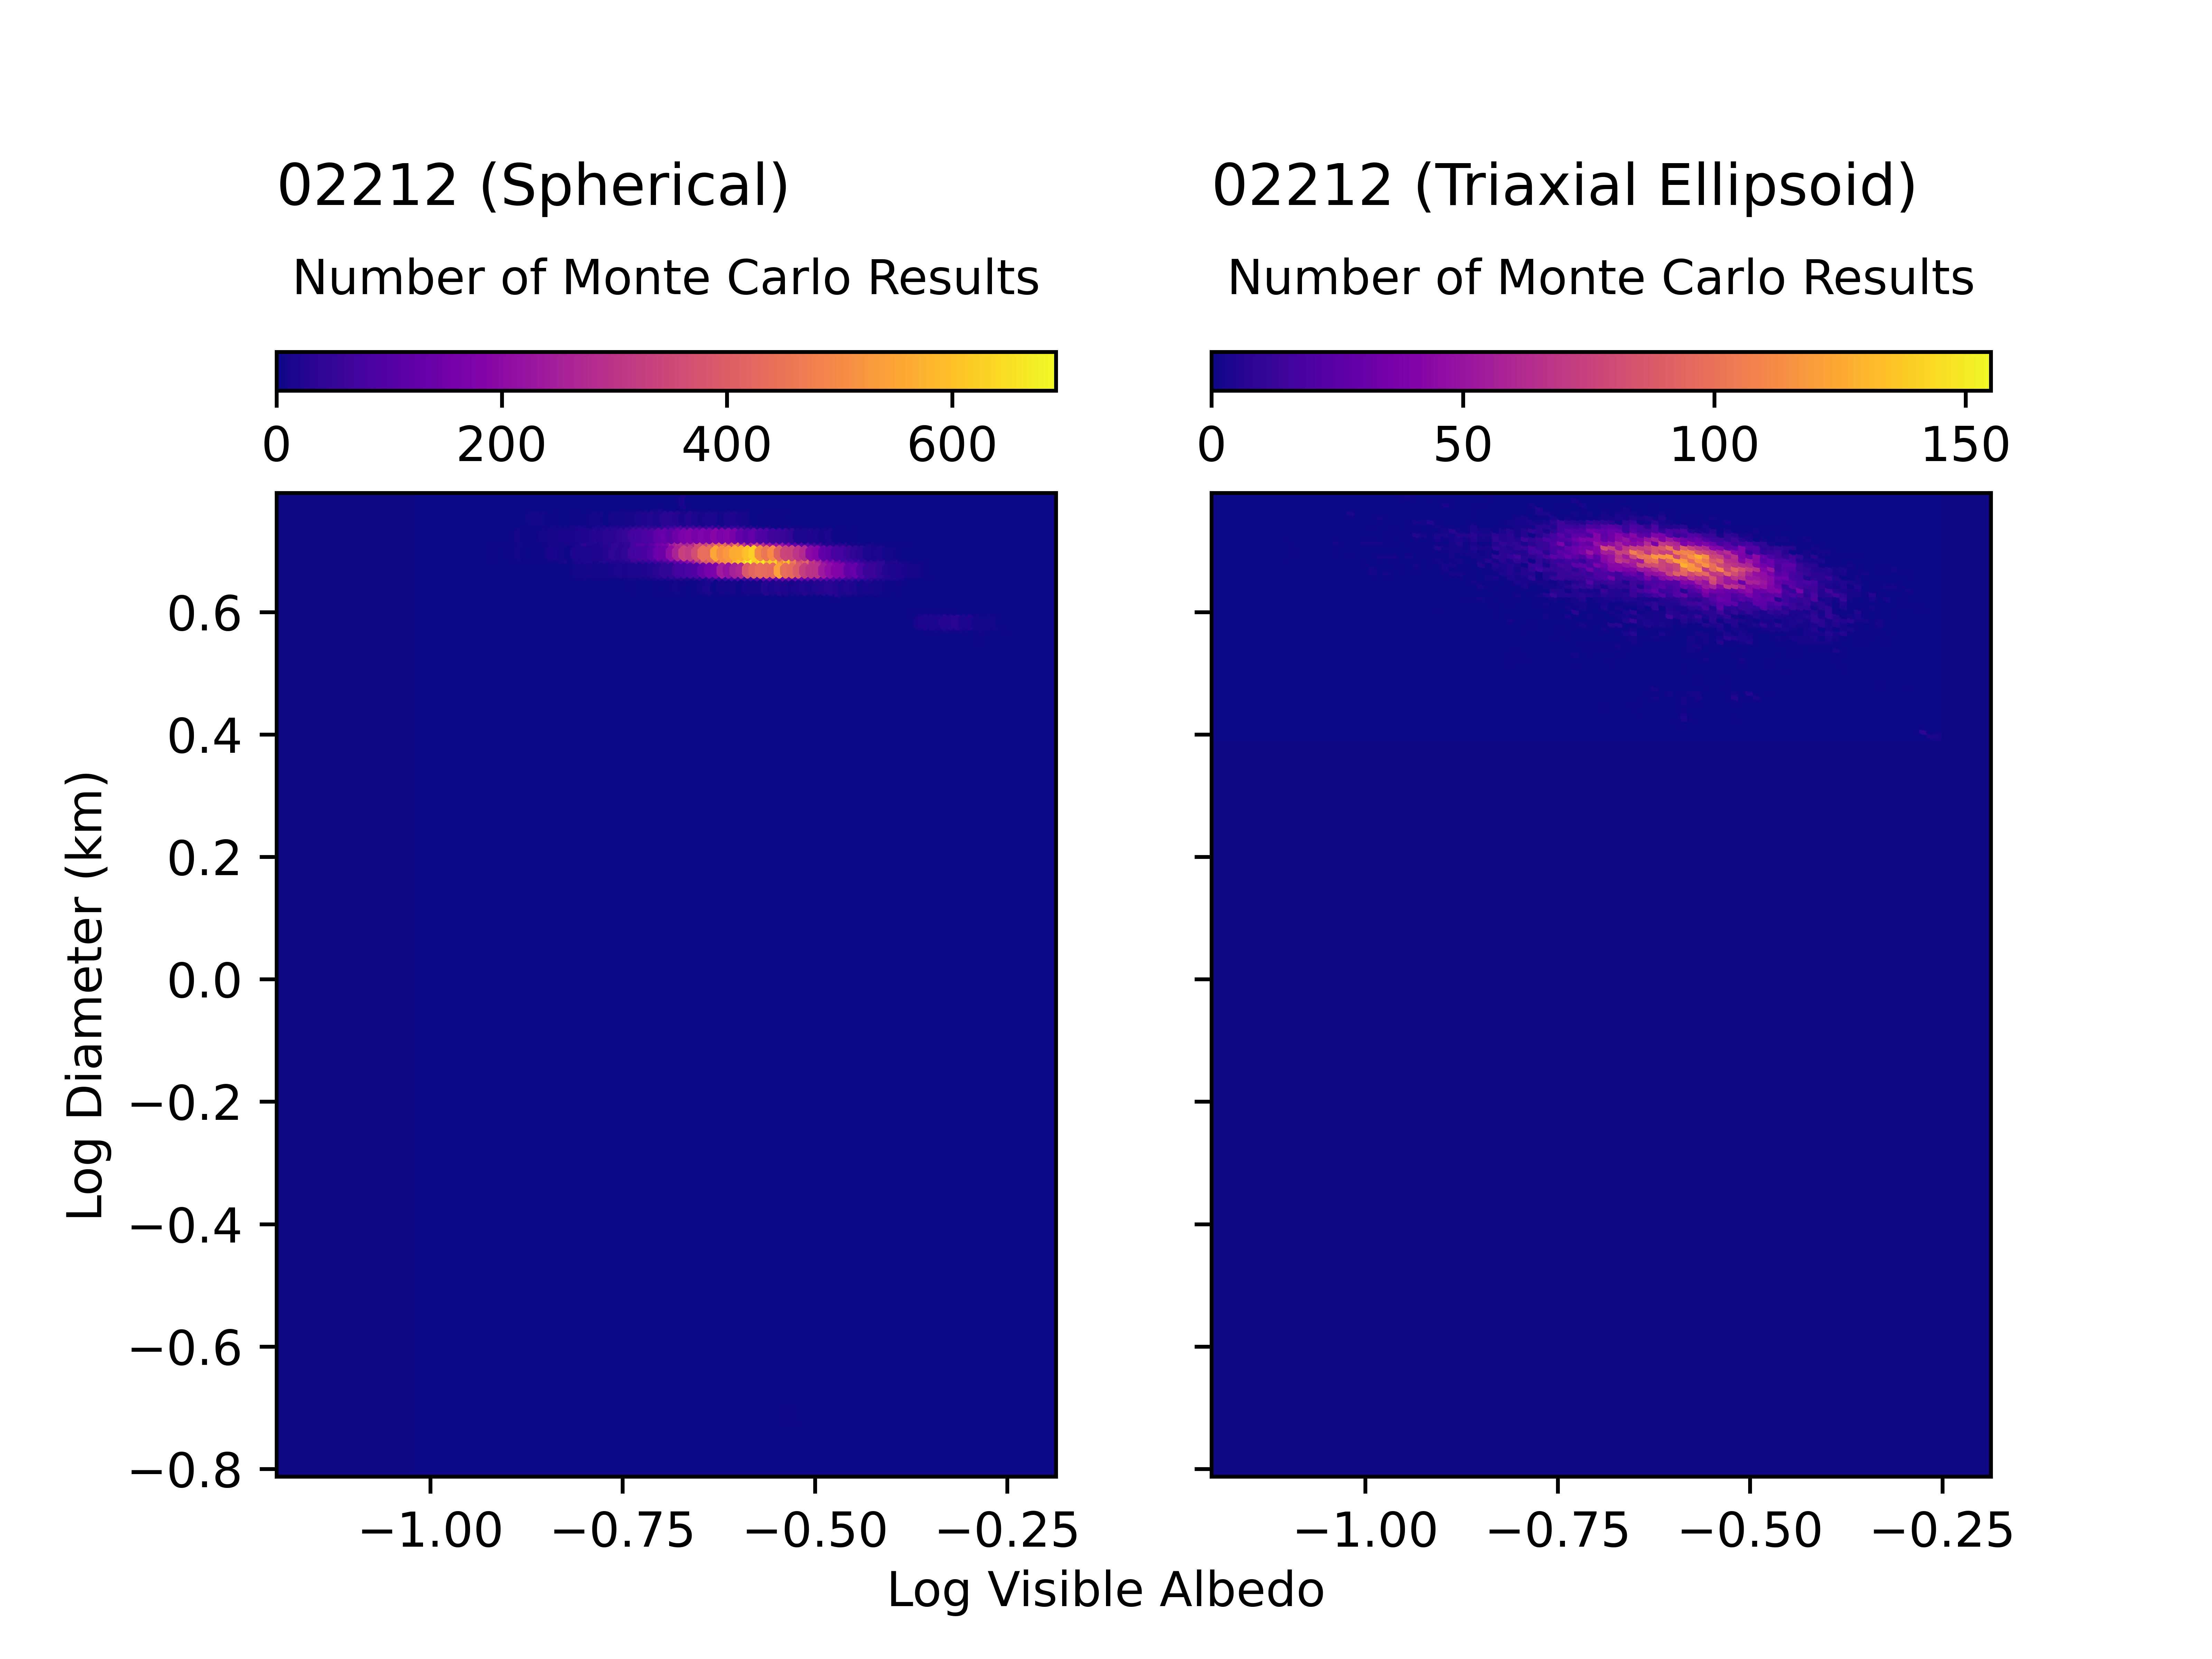 02212 (Spherical)
02212 (Triaxial Ellipsoid)
Number of Monte Carlo Results
Number of Monte Carlo Results
0 200 400 600
0 50 100 150
0.6
0.4
0.2
0.0
−0.2
−0.4
−0.6
−0.8
Log Diameter (km)
−1.00 −0.75 −0.50 −0.25
−1.00 −0.75 −0.50 −0.25
Log Visible Albedo